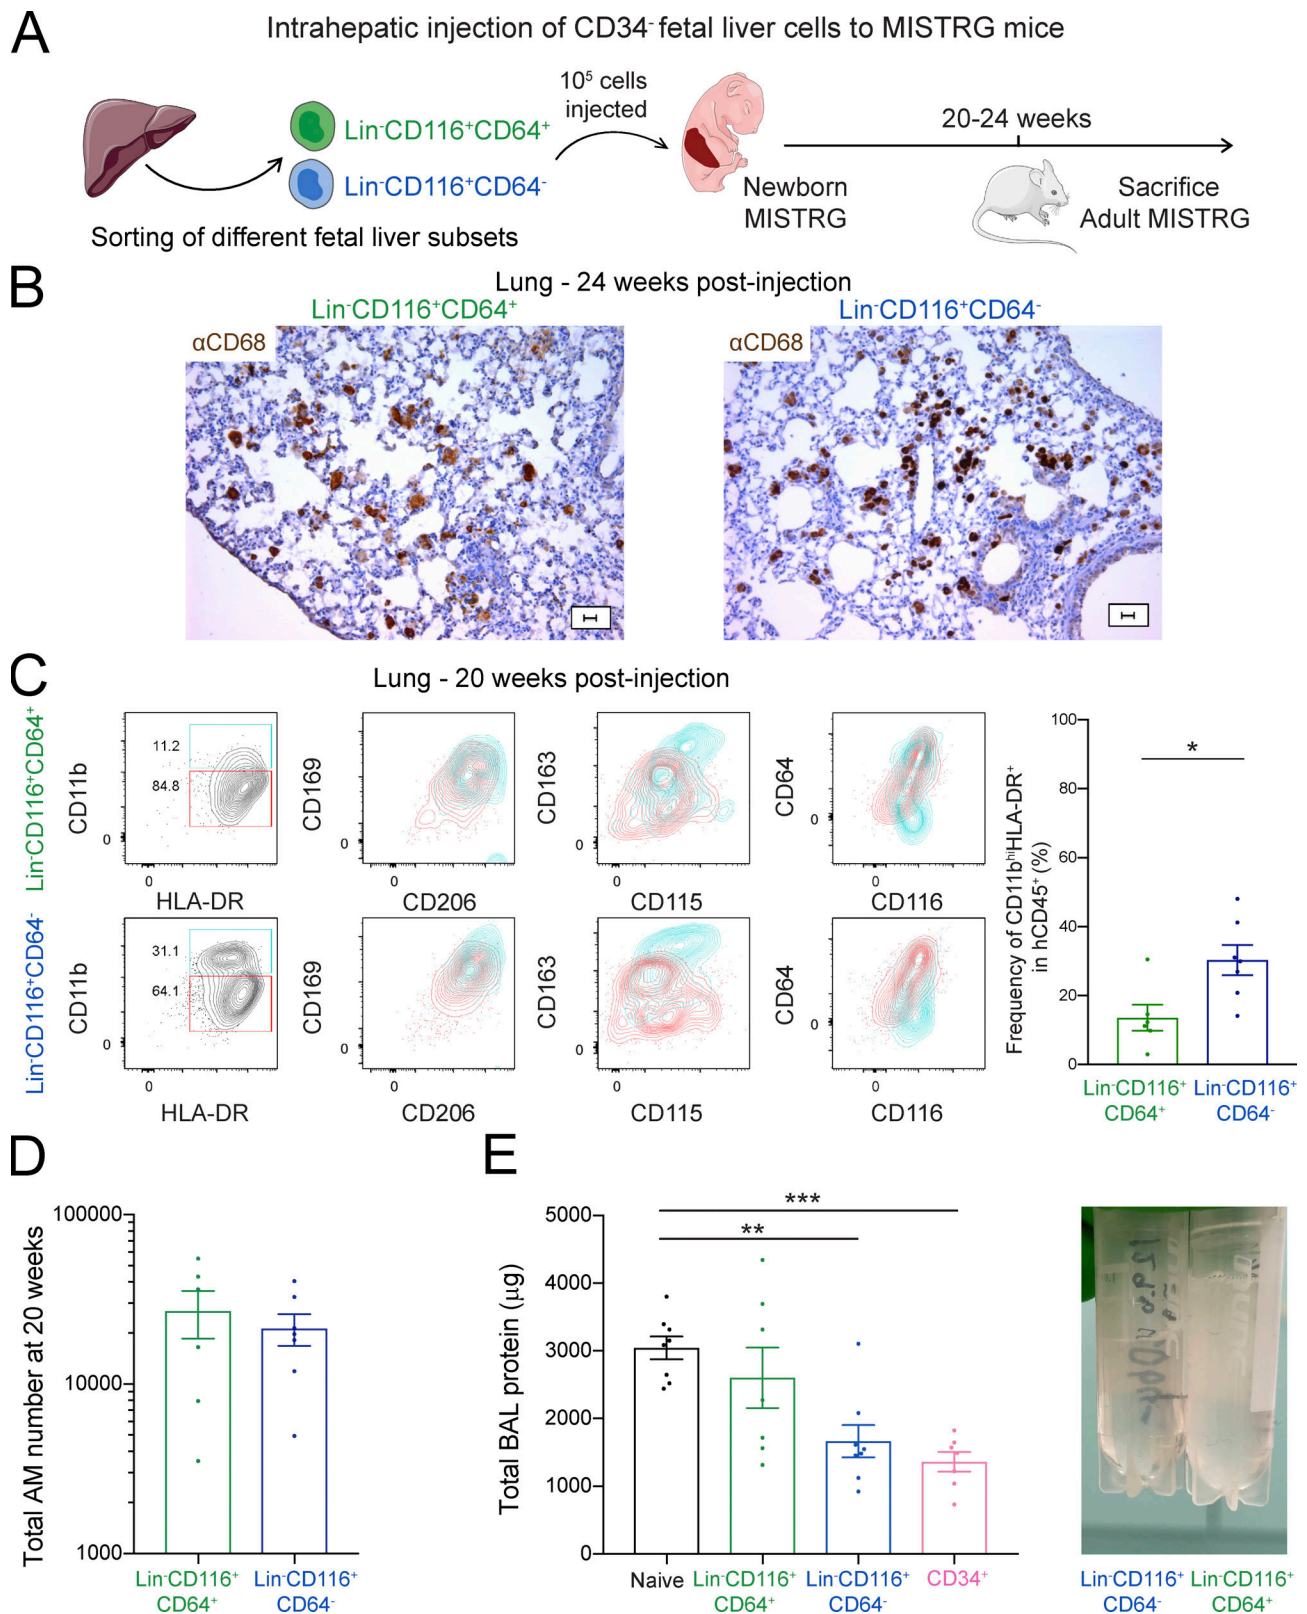 A
Intrahepatic injection of CD34⁻ fetal liver cells to MISTRG mice
Lin⁻CD116⁺CD64⁺
Lin⁻CD116⁺CD64⁻
Sorting of different fetal liver subsets
10⁵ cells
injected
Newborn
MISTRG
20-24 weeks
Sacrifice
Adult MISTRG
B
Lung - 24 weeks post-injection
Lin⁻CD116⁺CD64⁺
Lin⁻CD116⁺CD64⁻
αCD68
αCD68
C
Lung - 20 weeks post-injection
Lin⁻CD116⁺CD64⁺
CD11b
11.2
84.8
0
0
HLA-DR
CD169
0
CD206
CD163
0
CD115
CD64
0
CD116
Lin⁻CD116⁺CD64⁻
CD11b
31.1
64.1
0
0
HLA-DR
CD169
0
0
CD206
CD163
0
0
CD115
CD64
0
0
CD116
Frequency of CD11bʰⁱHLA-DR⁺
in hCD45⁺ (%)
100
80
60
40
20
0
*
Lin⁻CD116⁺
CD64⁺
Lin⁻CD116⁺
CD64⁻
D
Total AM number at 20 weeks
100000
10000
1000
Lin⁻CD116⁺
CD64⁺
Lin⁻CD116⁺
CD64⁻
E
Total BAL protein (μg)
5000
4000
3000
2000
1000
0
***
**
Naive
Lin⁻CD116⁺
CD64⁺
Lin⁻CD116⁺
CD64⁻
CD34⁺
Lin⁻CD116⁺
CD64⁻
Lin⁻CD116⁺
CD64⁺